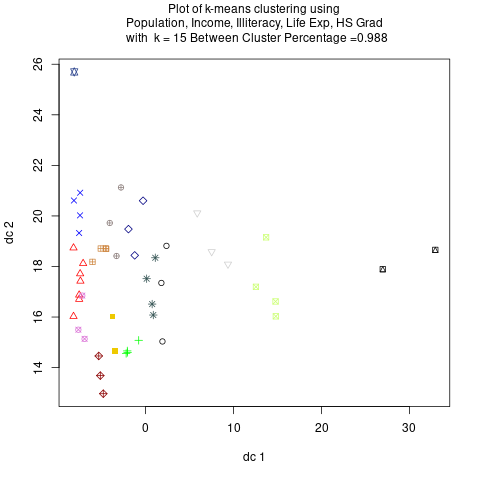 Plot of k-means clustering using
Population, Income, Illiteracy, Life Exp, HS Grad
with  k = 15 Between Cluster Percentage =0.988
26
24
22
20
18
16
14
dc 2
0
10
20
30
dc 1